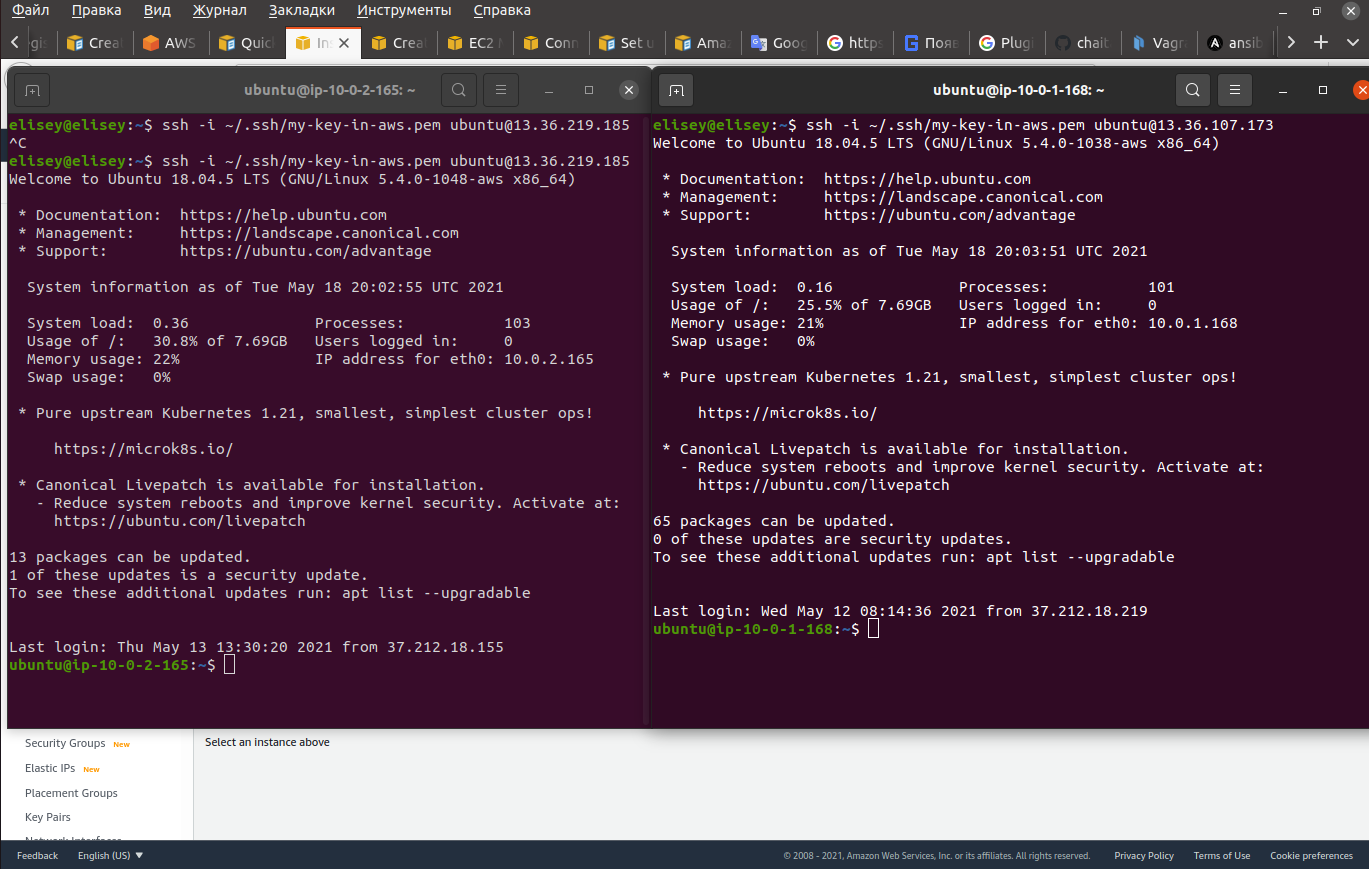 Файл Правка Вид Журнал Закладки Инструменты Справка
Crea AWS Quic In Crea EC2 Conn Set u Ama Goog https Появ Plugi chait Vagr ansib
ubuntu@ip-10-0-2-165: ~
elisey@elisey:~$ ssh -i ~/.ssh/my-key-in-aws.pem ubuntu@13.36.219.185
^C
elisey@elisey:~$ ssh -i ~/.ssh/my-key-in-aws.pem ubuntu@13.36.219.185
Welcome to Ubuntu 18.04.5 LTS (GNU/Linux 5.4.0-1048-aws x86_64)
* Documentation: https://help.ubuntu.com
* Management: https://landscape.canonical.com
* Support: https://ubuntu.com/advantage
System information as of Tue May 18 20:02:55 UTC 2021
System load: 0.36 Processes: 103
Usage of /: 30.8% of 7.69GB Users logged in: 0
Memory usage: 22% IP address for eth0: 10.0.2.165
Swap usage: 0%
* Pure upstream Kubernetes 1.21, smallest, simplest cluster ops!
https://microk8s.io/
* Canonical Livepatch is available for installation.
- Reduce system reboots and improve kernel security. Activate at:
https://ubuntu.com/livepatch
13 packages can be updated.
1 of these updates is a security update.
To see these additional updates run: apt list --upgradable
Last login: Thu May 13 13:30:20 2021 from 37.212.18.155
ubuntu@ip-10-0-2-165:~$
ubuntu@ip-10-0-1-168: ~
elisey@elisey:~$ ssh -i ~/.ssh/my-key-in-aws.pem ubuntu@13.36.107.173
Welcome to Ubuntu 18.04.5 LTS (GNU/Linux 5.4.0-1038-aws x86_64)
* Documentation: https://help.ubuntu.com
* Management: https://landscape.canonical.com
* Support: https://ubuntu.com/advantage
System information as of Tue May 18 20:03:51 UTC 2021
System load: 0.16 Processes: 101
Usage of /: 25.5% of 7.69GB Users logged in: 0
Memory usage: 21% IP address for eth0: 10.0.1.168
Swap usage: 0%
* Pure upstream Kubernetes 1.21, smallest, simplest cluster ops!
https://microk8s.io/
* Canonical Livepatch is available for installation.
- Reduce system reboots and improve kernel security. Activate at:
https://ubuntu.com/livepatch
65 packages can be updated.
0 of these updates are security updates.
To see these additional updates run: apt list --upgradable
Last login: Wed May 12 08:14:36 2021 from 37.212.18.219
ubuntu@ip-10-0-1-168:~$
Security Groups New
Elastic IPs New
Placement Groups
Key Pairs
Network Interfaces
Select an instance above
Feedback English (US)
© 2008 - 2021, Amazon Web Services, Inc. or its affiliates. All rights reserved. Privacy Policy Terms of Use Cookie preferences